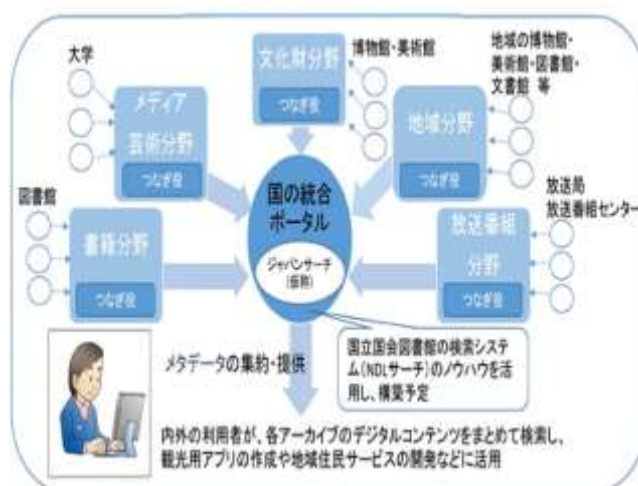 大学
メディア
芸術分野
つなぎ役
文化財分野
つなぎ役
博物館・美術館
地域の博物館・
美術館・図書館・
文書館 等
地域分野
つなぎ役
図書館
書籍分野
つなぎ役
国の統合
ポータル
ジャパンサーチ
(仮称)
放送局
放送番組センター
放送番組
分野
つなぎ役
メタデータの集約・提供
国立国会図書館の検索システ
ム(NDLサーチ)のノウハウを活
用し、構築予定
内外の利用者が、各アーカイブのデジタルコンテンツをまとめて検索し、
観光用アプリの作成や地域住民サービスの開発などに活用